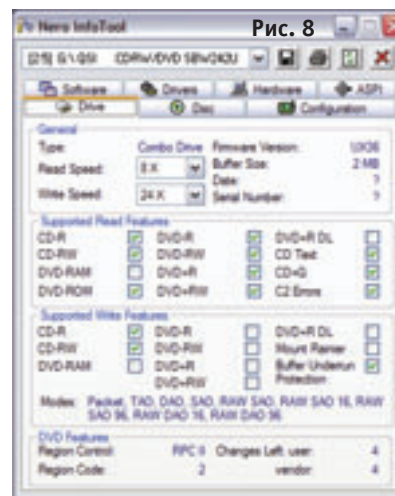 Nero InfoTool
Рис. 8
CDRW/DVD SBW242U
Software Drivers Hardware ASPI
Drive Disc Configuration
General
Type: Combo Drive Firmware Version: UX06
Read Speed: 8 X Buffer Size: 2 MB
Date: ?
Write Speed: 24 X Serial Number: ?
Supported Read Features
CD-R DVD-R DVD+R DL
CD-RW DVD-RW CD Text
DVD-RAM DVD+R CD+G
DVD-ROM DVD+RW C2 Errors
Supported Write Features
CD-R DVD-R DVD+R DL
CD-RW DVD-RW Mount Rainier
DVD-RAM DVD+R Buffer Underrun
DVD+RW Protection
Modes: Packet, TAO, DAO, SAO, RAW SAO, RAW SAO 16, RAW
SAO 96, RAW DAO 16, RAW DAO 96
DVD Features
Region Control: RPC II Changes Left: user: 4
Region Code: 2 vendor: 4